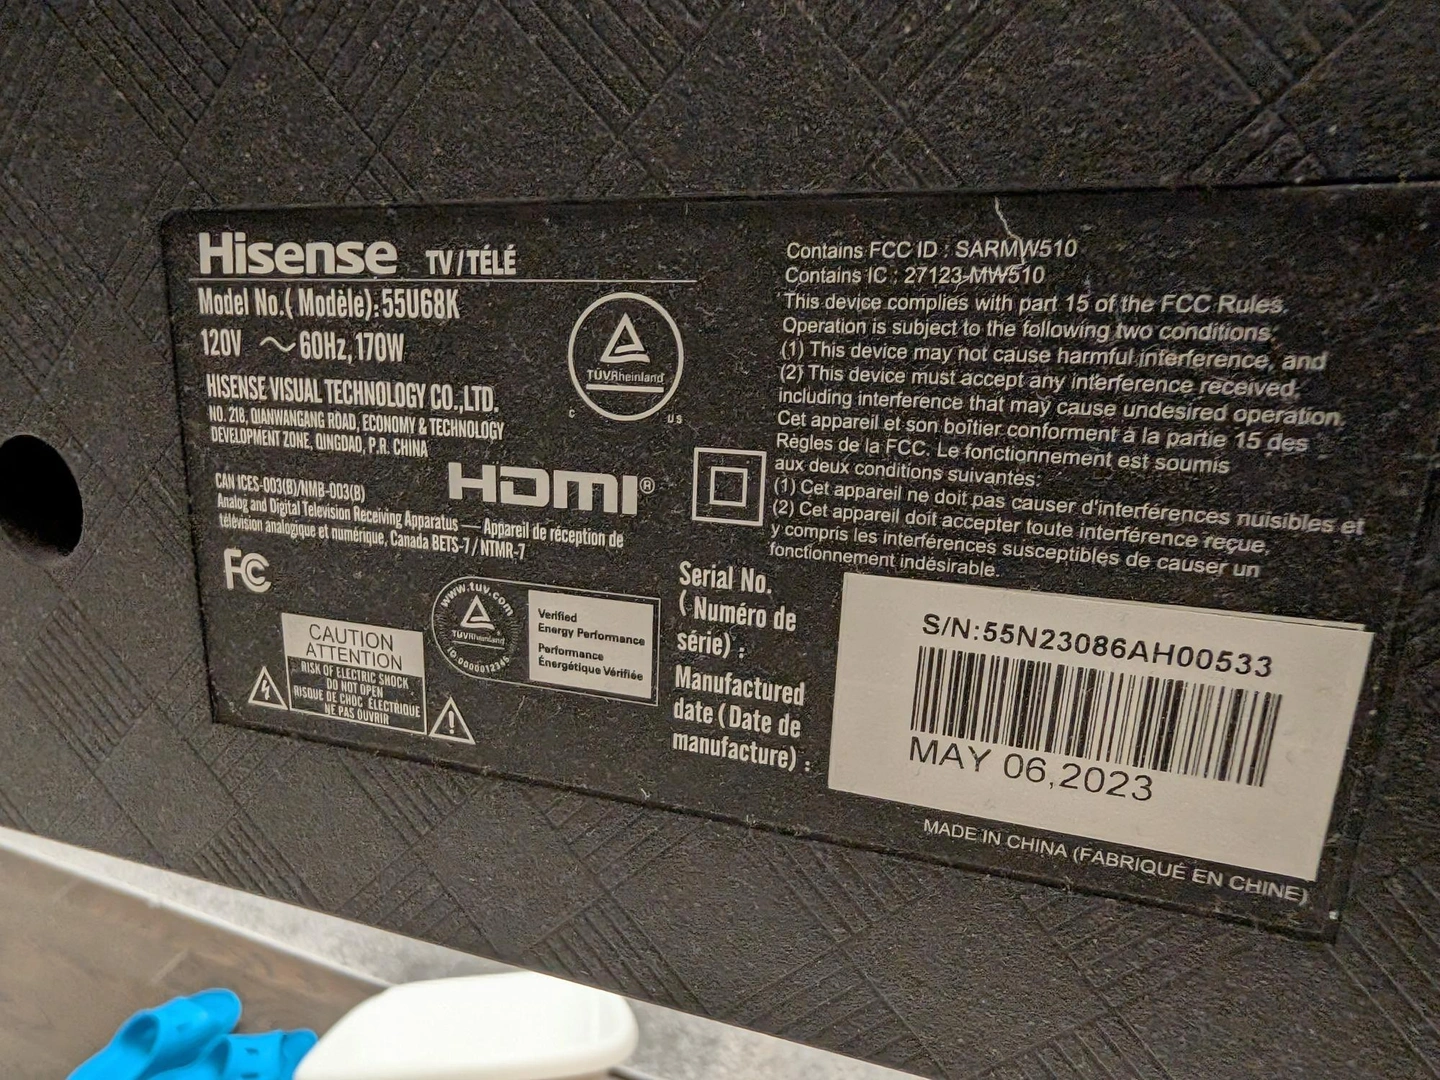 Hisense TV/TÉLÉ
Model No.( Modèle): 55U68K
120V ～ 60Hz, 170W
HISENSE VISUAL TECHNOLOGY CO.,LTD.
NO. 218, QIANWANGANG ROAD, ECONOMY & TECHNOLOGY
DEVELOPMENT ZONE, QINGDAO, P.R. CHINA
TÜVRheinland
C US
CAN ICES-003(B)/NMB-003(B)
HDMI®
Analog and Digital Television Receiving Apparatus — Appareil de réception de
télévision analogique et numérique, Canada BETS-7 / NTMR-7
FC
CAUTION
ATTENTION
RISK OF ELECTRIC SHOCK
DO NOT OPEN
RISQUE DE CHOC ÉLECTRIQUE
NE PAS OUVRIR
www.tuv.com
TÜVRheinland
Verified
Energy Performance
Performance
Énergétique Vérifiée
Contains FCC ID : SARMW510
Contains IC : 27123-MW510
This device complies with part 15 of the FCC Rules.
Operation is subject to the following two conditions:
(1) This device may not cause harmful interference, and
(2) This device must accept any interference received,
including interference that may cause undesired operation.
Cet appareil et son boîtier conforment à la partie 15 des
Règles de la FCC. Le fonctionnement est soumis
aux deux conditions suivantes:
(1) Cet appareil ne doit pas causer d'interférences nuisibles et
(2) Cet appareil doit accepter toute interférence reçue,
y compris les interférences susceptibles de causer un
fonctionnement indésirable.
Serial No.
( Numéro de
série) :
Manufactured
date ( Date de
manufacture) :
S/N:55N23086AH00533
MAY 06,2023
MADE IN CHINA (FABRIQUÉ EN CHINE)